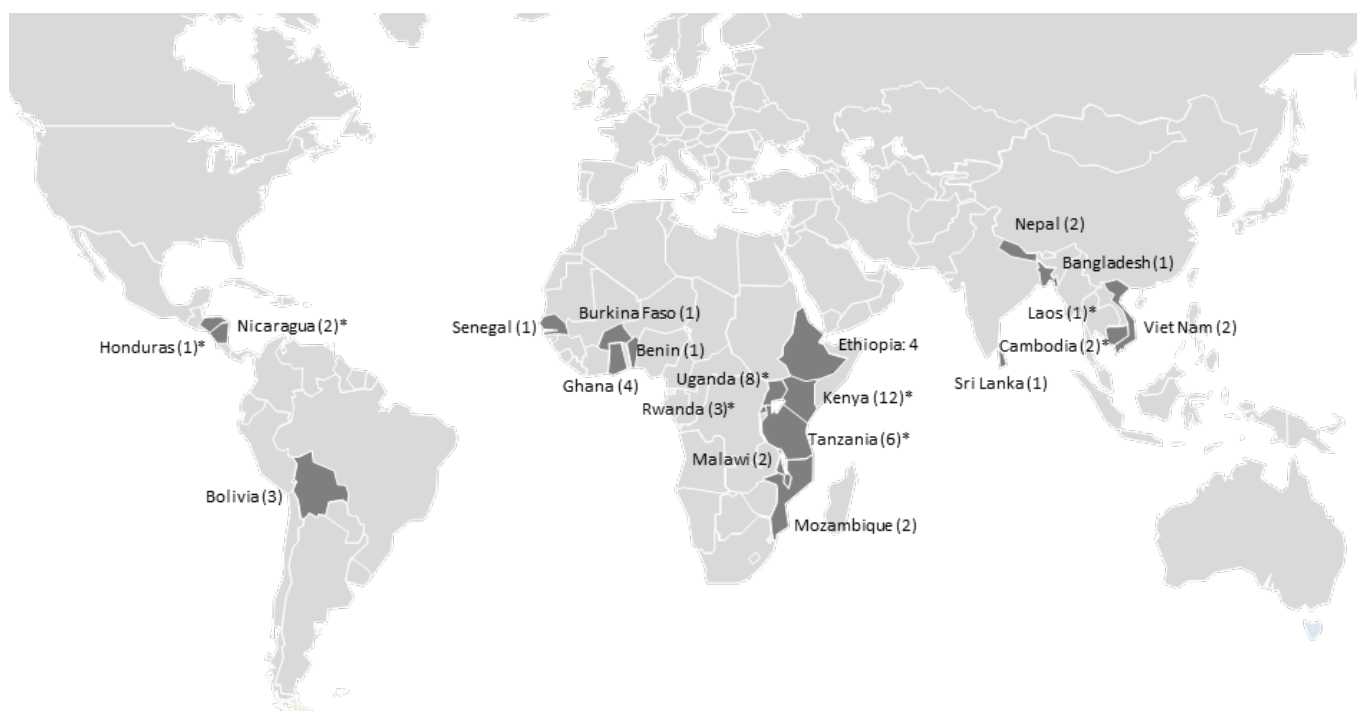 Nepal (2)
Bangladesh (1)
Laos (1)*
Viet Nam (2)
Cambodia (2)*
Sri Lanka (1)
Nicaragua (2)*
Honduras (1)*
Bolivia (3)
Senegal (1)
Burkina Faso (1)
Benin (1)
Ghana (4)
Ethiopia: 4
Uganda (8)*
Kenya (12)*
Rwanda (3)*
Tanzania (6)*
Malawi (2)
Mozambique (2)